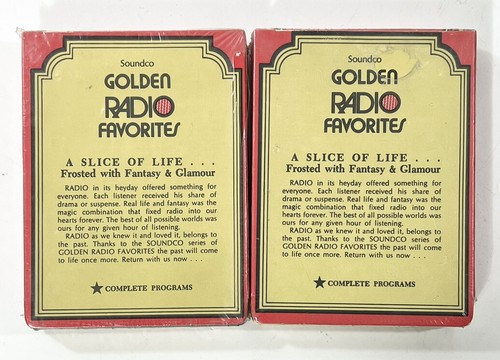 Soundco
GOLDEN
RADIO
FAVORITES
A SLICE OF LIFE . . .
Frosted with Fantasy & Glamour
RADIO in its heyday offered something for
everyone. Each listener received his share of
drama or suspense. Real life and fantasy was the
magic combination that fixed radio into our
hearts forever. The best of all possible worlds was
ours for any given hour of listening.
RADIO as we knew it and loved it, belongs to
the past. Thanks to the SOUNDCO series of
GOLDEN RADIO FAVORITES the past will come
to life once more. Return with us now . . .
★ COMPLETE PROGRAMS
Soundco
GOLDEN
RADIO
FAVORITES
A SLICE OF LIFE . . .
Frosted with Fantasy & Glamour
RADIO in its heyday offered something for
everyone. Each listener received his share of
drama or suspense. Real life and fantasy was the
magic combination that fixed radio into our
hearts forever. The best of all possible worlds was
ours for any given hour of listening.
RADIO as we knew it and loved it, belongs to
the past. Thanks to the SOUNDCO series of
GOLDEN RADIO FAVORITES the past will come
to life once more. Return with us now . . .
★ COMPLETE PROGRAMS